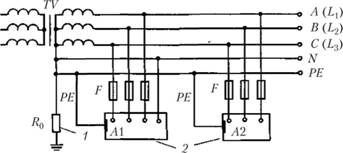 TV
A (L₁)
B (L₂)
C (L₃)
N
PE
PE F PE F
R₀ 1 A1 2 A2